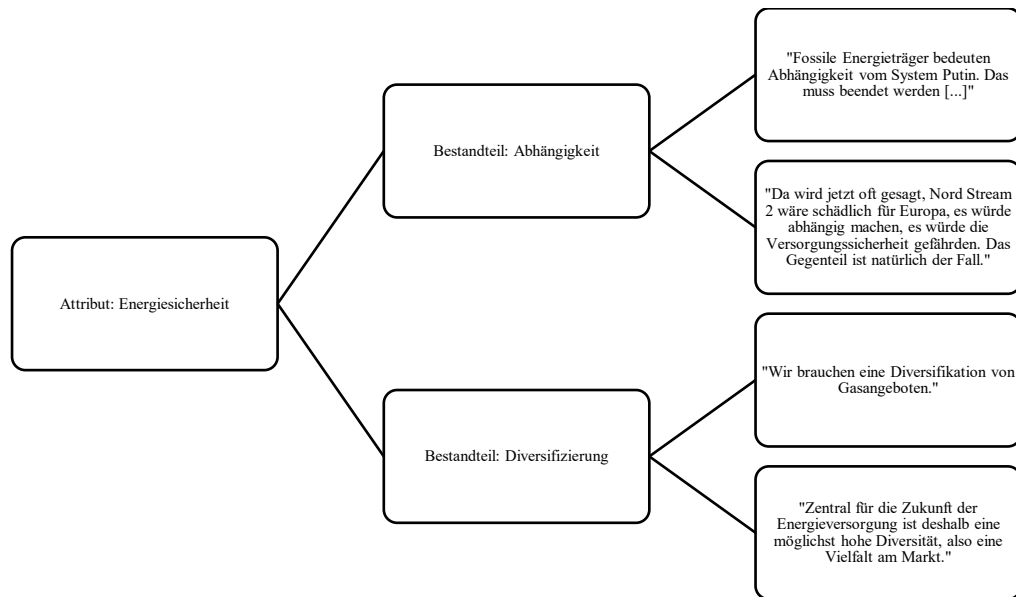 "Fossile Energieträger bedeuten
Abhängigkeit vom System Putin. Das
muss beendet werden [...]"
Bestandteil: Abhängigkeit
"Da wird jetzt oft gesagt, Nord Stream
2 wäre schädlich für Europa, es würde
abhängig machen, es würde die
Versorgungssicherheit gefährden. Das
Gegenteil ist natürlich der Fall."
Attribut: Energiesicherheit
"Wir brauchen eine Diversifikation von
Gasangeboten."
Bestandteil: Diversifizierung
"Zentral für die Zukunft der
Energieversorgung ist deshalb eine
möglichst hohe Diversität, also eine
Vielfalt am Markt."